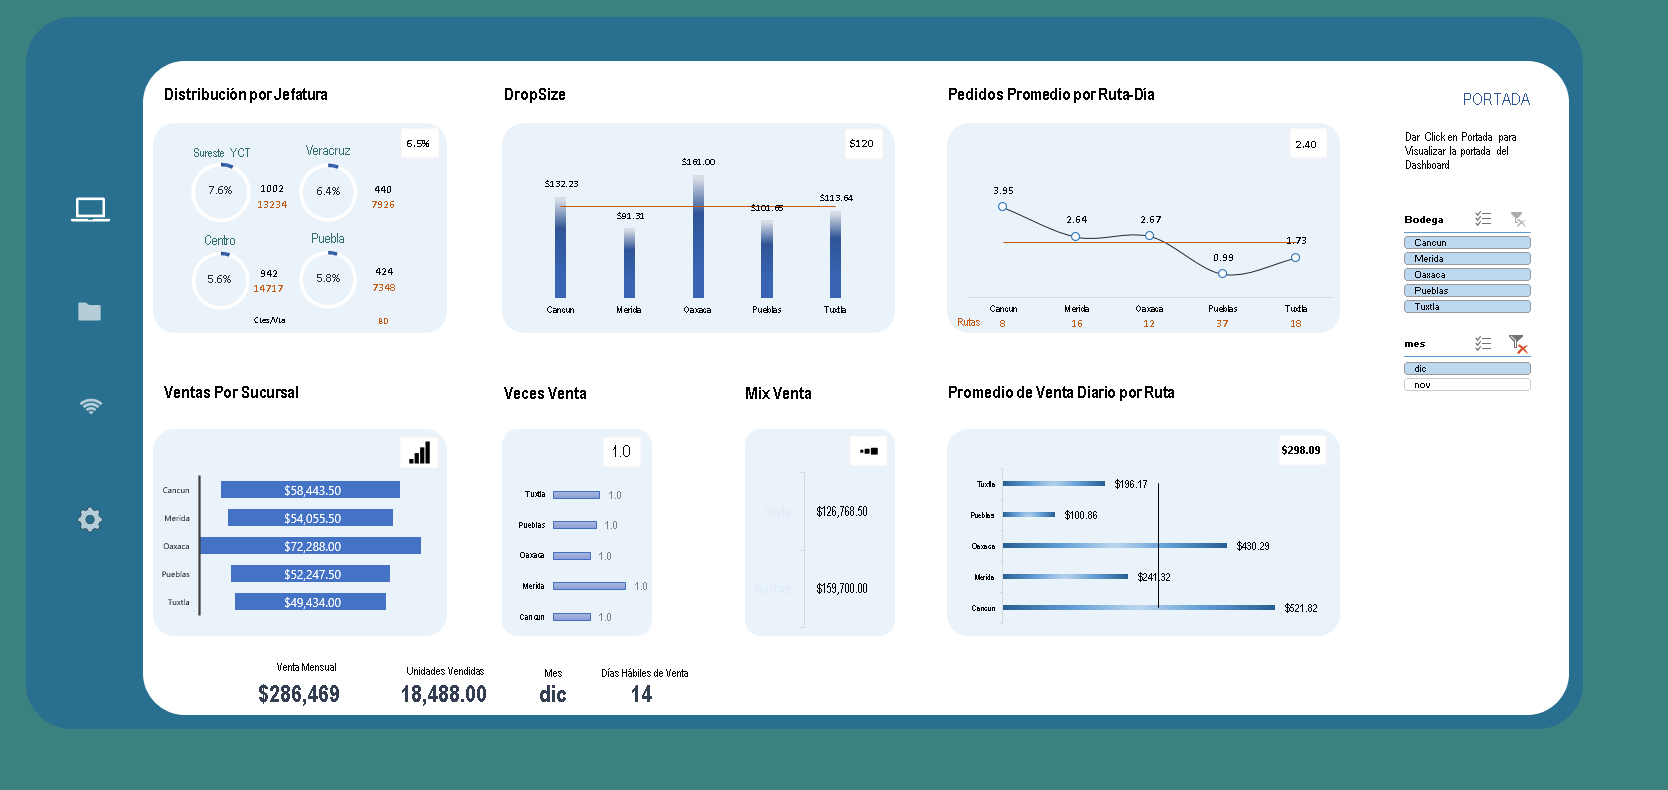 Distribución por Jefatura
6.5%
Sureste YCT
7.6%
1002
13234
Veracruz
6.4%
440
7926
Centro
5.6%
942
14717
Puebla
5.8%
424
7348
Ctes/Vta
BD
DropSize
$120
$132.23
$91.31
$161.00
$101.65
$113.64
Cancun
Merida
Oaxaca
Pueblas
Tuxtla
Pedidos Promedio por Ruta-Día
2.40
3.95
2.64
2.67
0.99
1.73
Cancun
Merida
Oaxaca
Pueblas
Tuxtla
Rutas
8
16
12
37
18
PORTADA
Dar Click en Portada para
Visualizar la portada del
Dashboard
Bodega
Cancun
Merida
Oaxaca
Pueblas
Tuxtla
mes
dic
nov
Ventas Por Sucursal
Cancun
$58,443.50
Merida
$54,055.50
Oaxaca
$72,288.00
Pueblas
$52,247.50
Tuxtla
$49,434.00
Veces Venta
1.0
Tuxtla
1.0
Pueblas
1.0
Oaxaca
1.0
Merida
1.0
Cancun
1.0
Mix Venta
Style
$126,768.50
Barber
$159,700.00
Promedio de Venta Diario por Ruta
$298.09
Tuxtla
$196.17
Pueblas
$100.86
Oaxaca
$430.29
Merida
$241.32
Cancun
$521.82
Venta Mensual
$286,469
Unidades Vendidas
18,488.00
Mes
dic
Días Hábiles de Venta
14